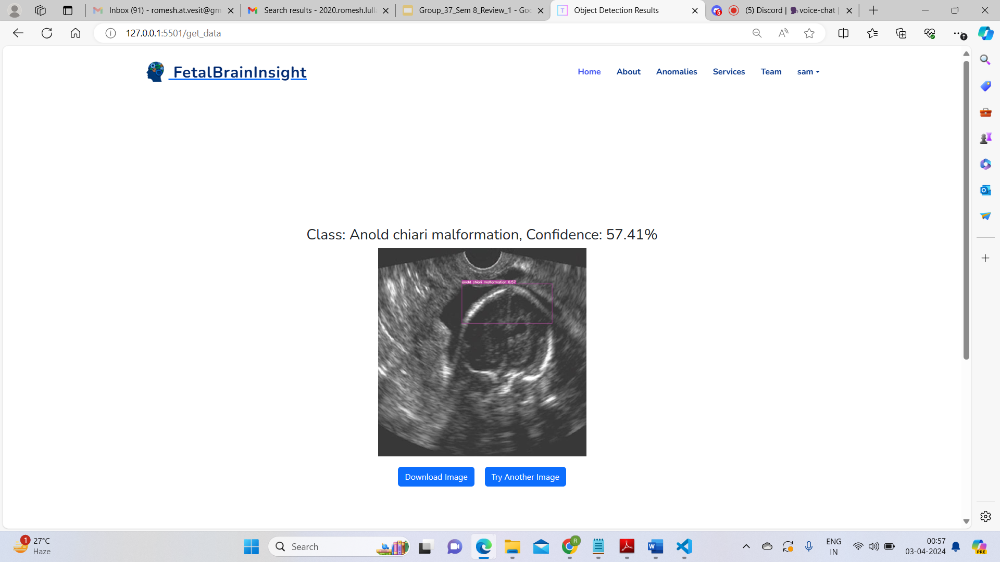 Inbox (91) - romesh.at.vesit@gm
Search results - 2020.romesh.lull
Group_37_Sem 8_Review_1 - Goo
Object Detection Results
(5) Discord | voice-chat |
127.0.0.1:5501/get_data
FetalBrainInsight
Home
About
Anomalies
Services
Team
sam
Class: Anold chiari malformation, Confidence: 57.41%
anold chiari malformation 0.57
Download Image
Try Another Image
1
27°C
Haze
Search
R
ENG
IN
00:57
03-04-2024
PRE